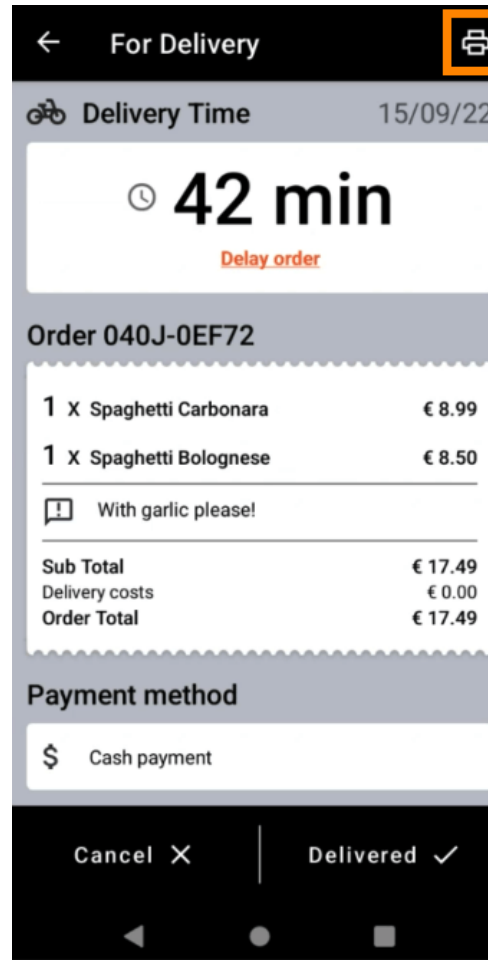 For Delivery
Delivery Time 15/09/22
42 min
Delay order
Order 040J-0EF72
1 x Spaghetti Carbonara € 8.99
1 x Spaghetti Bolognese € 8.50
With garlic please!
Sub Total € 17.49
Delivery costs € 0.00
Order Total € 17.49
Payment method
$ Cash payment
Cancel Delivered